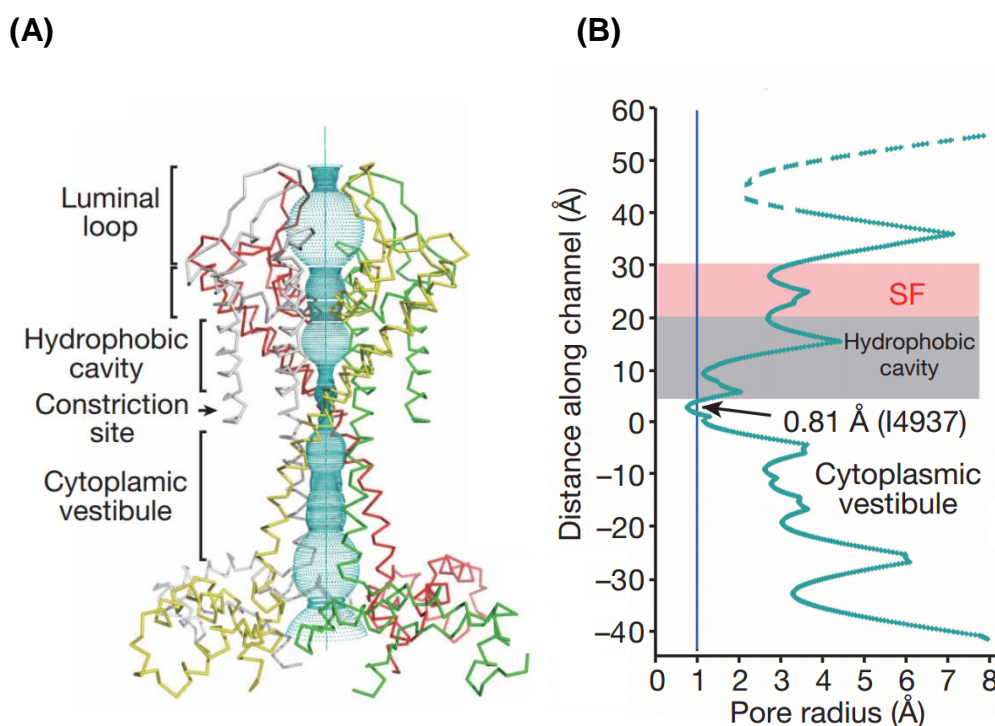 (A)
(B)
Luminal
loop
Hydrophobic
cavity
Constriction
site
Cytoplamic
vestibule
Distance along channel (Å)
60
50
40
30
20
10
0
−10
−20
−30
−40
SF
Hydrophobic
cavity
0.81 Å (I4937)
Cytoplasmic
vestibule
0 1 2 3 4 5 6 7 8
Pore radius (Å)